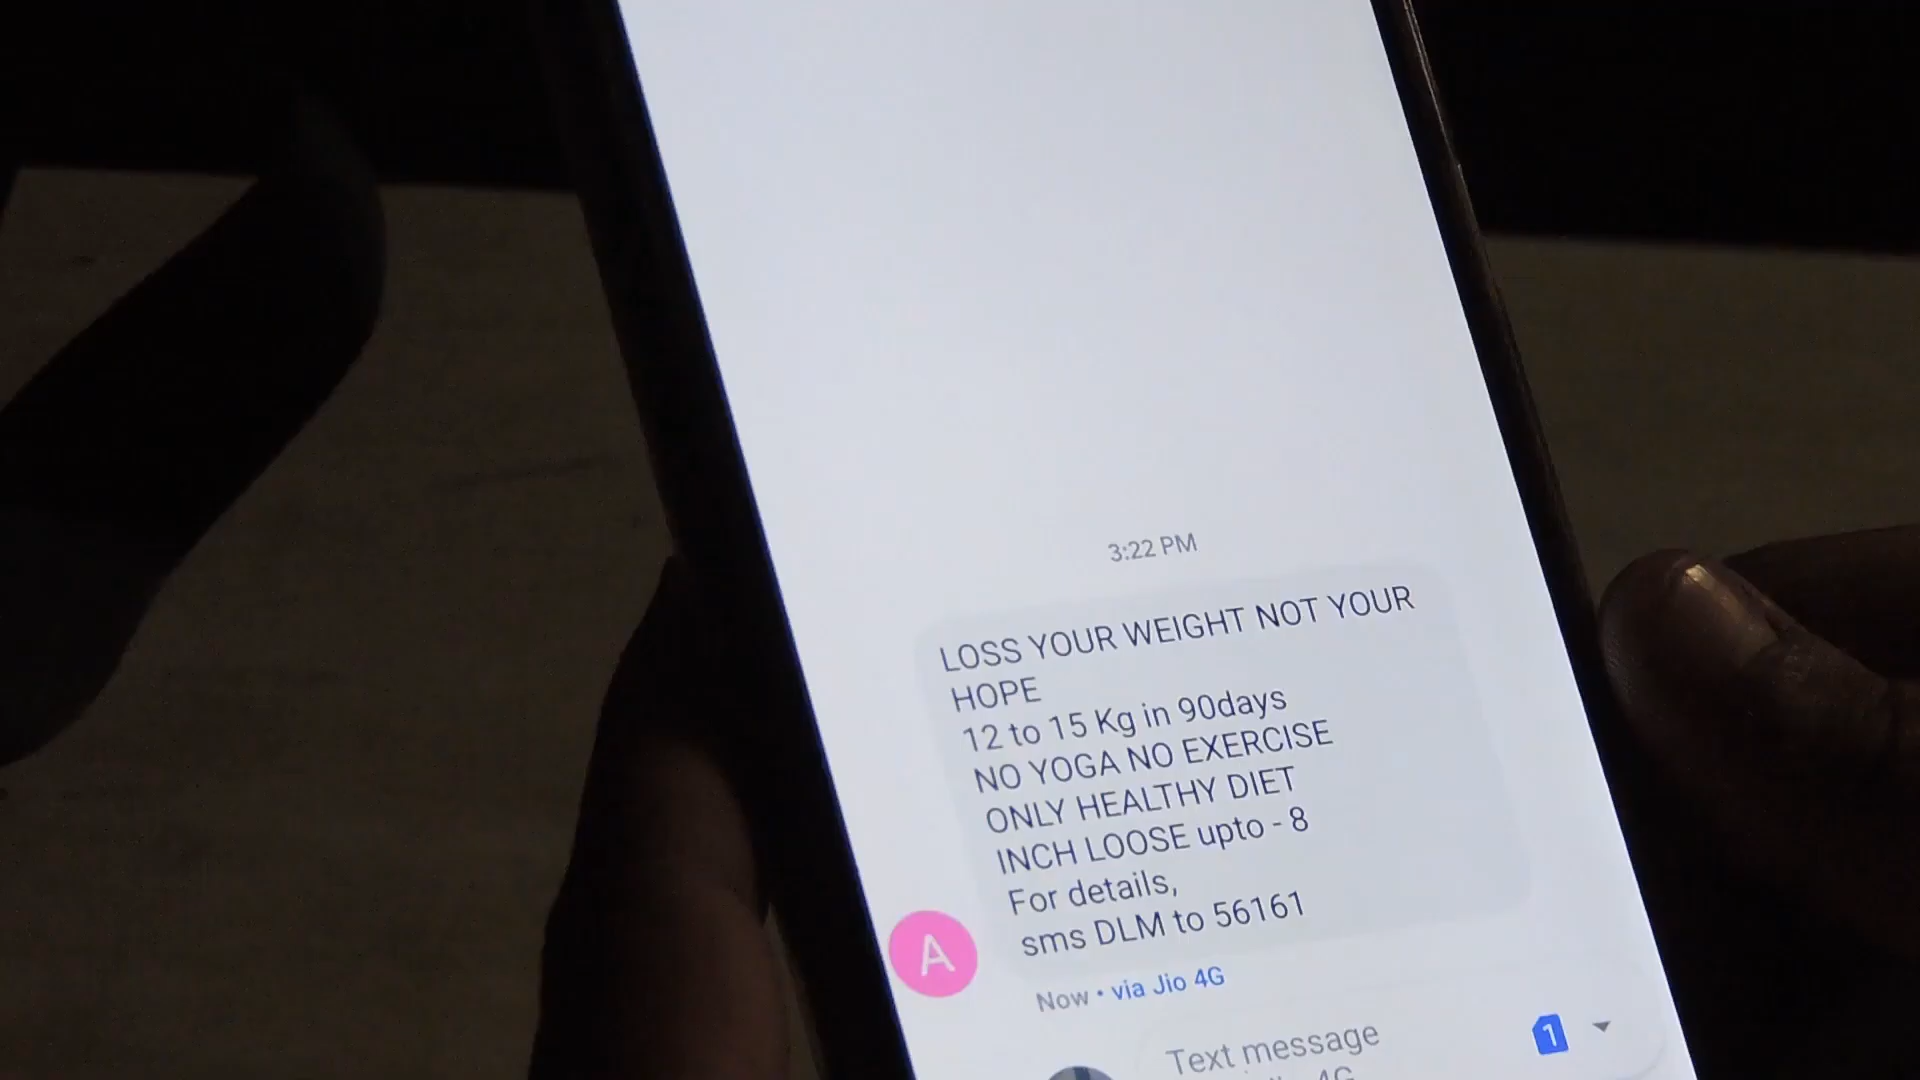 3:22 PM
LOSS YOUR WEIGHT NOT YOUR
HOPE
12 to 15 Kg in 90days
NO YOGA NO EXERCISE
ONLY HEALTHY DIET
INCH LOOSE upto - 8
For details,
sms DLM to 56161
A
Now • via Jio 4G
Text message
1
4G